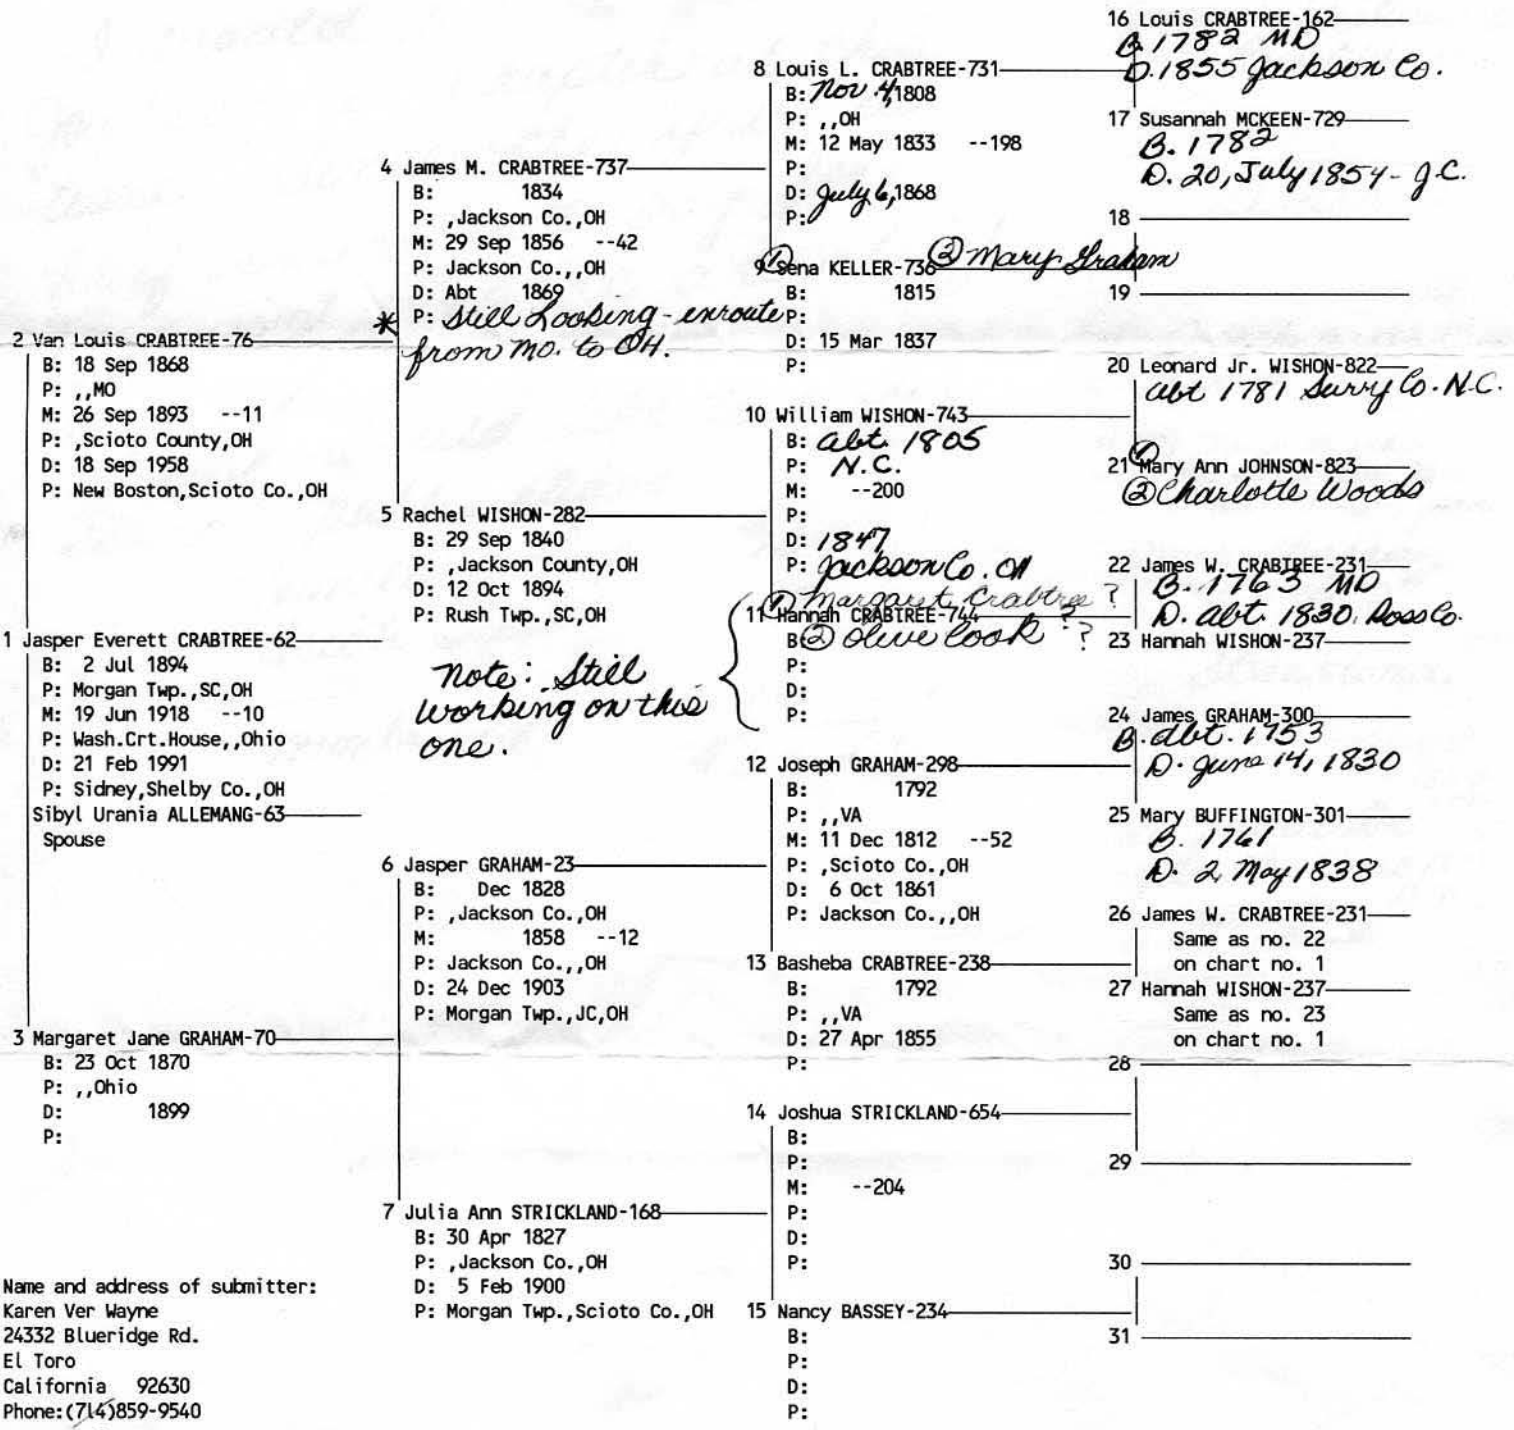 1 Jasper Everett CRABTREE-62
B: 2 Jul 1894
P: Morgan Twp.,SC,OH
M: 19 Jun 1918 --10
P: Wash.Crt.House,,Ohio
D: 21 Feb 1991
P: Sidney,Shelby Co.,OH
Sibyl Urania ALLEMANG-63
Spouse
2 Van Louis CRABTREE-76
B: 18 Sep 1868
P: ,,MO
M: 26 Sep 1893 --11
P: ,Scioto County,OH
D: 18 Sep 1958
P: New Boston,Scioto Co.,OH
3 Margaret Jane GRAHAM-70
B: 23 Oct 1870
P: ,,Ohio
D: 1899
P:
Name and address of submitter:
Karen Ver Wayne
24332 Blueridge Rd.
El Toro
California 92630
Phone:(714)859-9540
4 James M. CRABTREE-737
B: 1834
P: ,Jackson Co.,OH
M: 29 Sep 1856 --42
P: Jackson Co.,,OH
D: Abt 1869
* P: Still Looking - enroute
from Mo. to OH.
5 Rachel WISHON-282
B: 29 Sep 1840
P: ,Jackson County,OH
D: 12 Oct 1894
P: Rush Twp.,SC,OH
note: Still
working on this
one.
6 Jasper GRAHAM-23
B: Dec 1828
P: ,Jackson Co.,OH
M: 1858 --12
P: Jackson Co.,,OH
D: 24 Dec 1903
P: Morgan Twp.,JC,OH
7 Julia Ann STRICKLAND-168
B: 30 Apr 1827
P: ,Jackson Co.,OH
D: 5 Feb 1900
P: Morgan Twp.,Scioto Co.,OH
8 Louis L. CRABTREE-731
B: Nov 4, 1808
P: ,,OH
M: 12 May 1833 --198
P:
D: July 6, 1868
P:
9 ① Sena KELLER-736 ② Mary Graham
B: 1815
P:
D: 15 Mar 1837
P:
10 William WISHON-743
B: abt. 1805
P: N.C.
M: --200
P:
D: 1847
P: Jackson Co. OH
① Margaret Crabtree ?
11 Hannah CRABTREE-744 ?
B: ② Olive Cook ?
P:
D:
P:
12 Joseph GRAHAM-298
B: 1792
P: ,,VA
M: 11 Dec 1812 --52
P: ,Scioto Co.,OH
D: 6 Oct 1861
P: Jackson Co.,,OH
13 Basheba CRABTREE-238
B: 1792
P: ,,VA
D: 27 Apr 1855
P:
14 Joshua STRICKLAND-654
B:
P:
M: --204
P:
D:
P:
15 Nancy BASSEY-234
B:
P:
D:
P:
16 Louis CRABTREE-162
B. 1782 MD
D. 1855 Jackson Co.
17 Susannah MCKEEN-729
B. 1782
D. 20, July 1854 - J.C.
18
19
20 Leonard Jr. WISHON-822
abt 1781 Surry Co. N.C.
21 ① Mary Ann JOHNSON-823
② Charlotte Woods
22 James W. CRABTREE-231
B. 1763 MD
D. abt. 1830. Ross Co.
23 Hannah WISHON-237
24 James GRAHAM-300
B. abt. 1753
D. June 14, 1830
25 Mary BUFFINGTON-301
B. 1761
D. 2, May 1838
26 James W. CRABTREE-231
Same as no. 22
on chart no. 1
27 Hannah WISHON-237
Same as no. 23
on chart no. 1
28
29
30
31